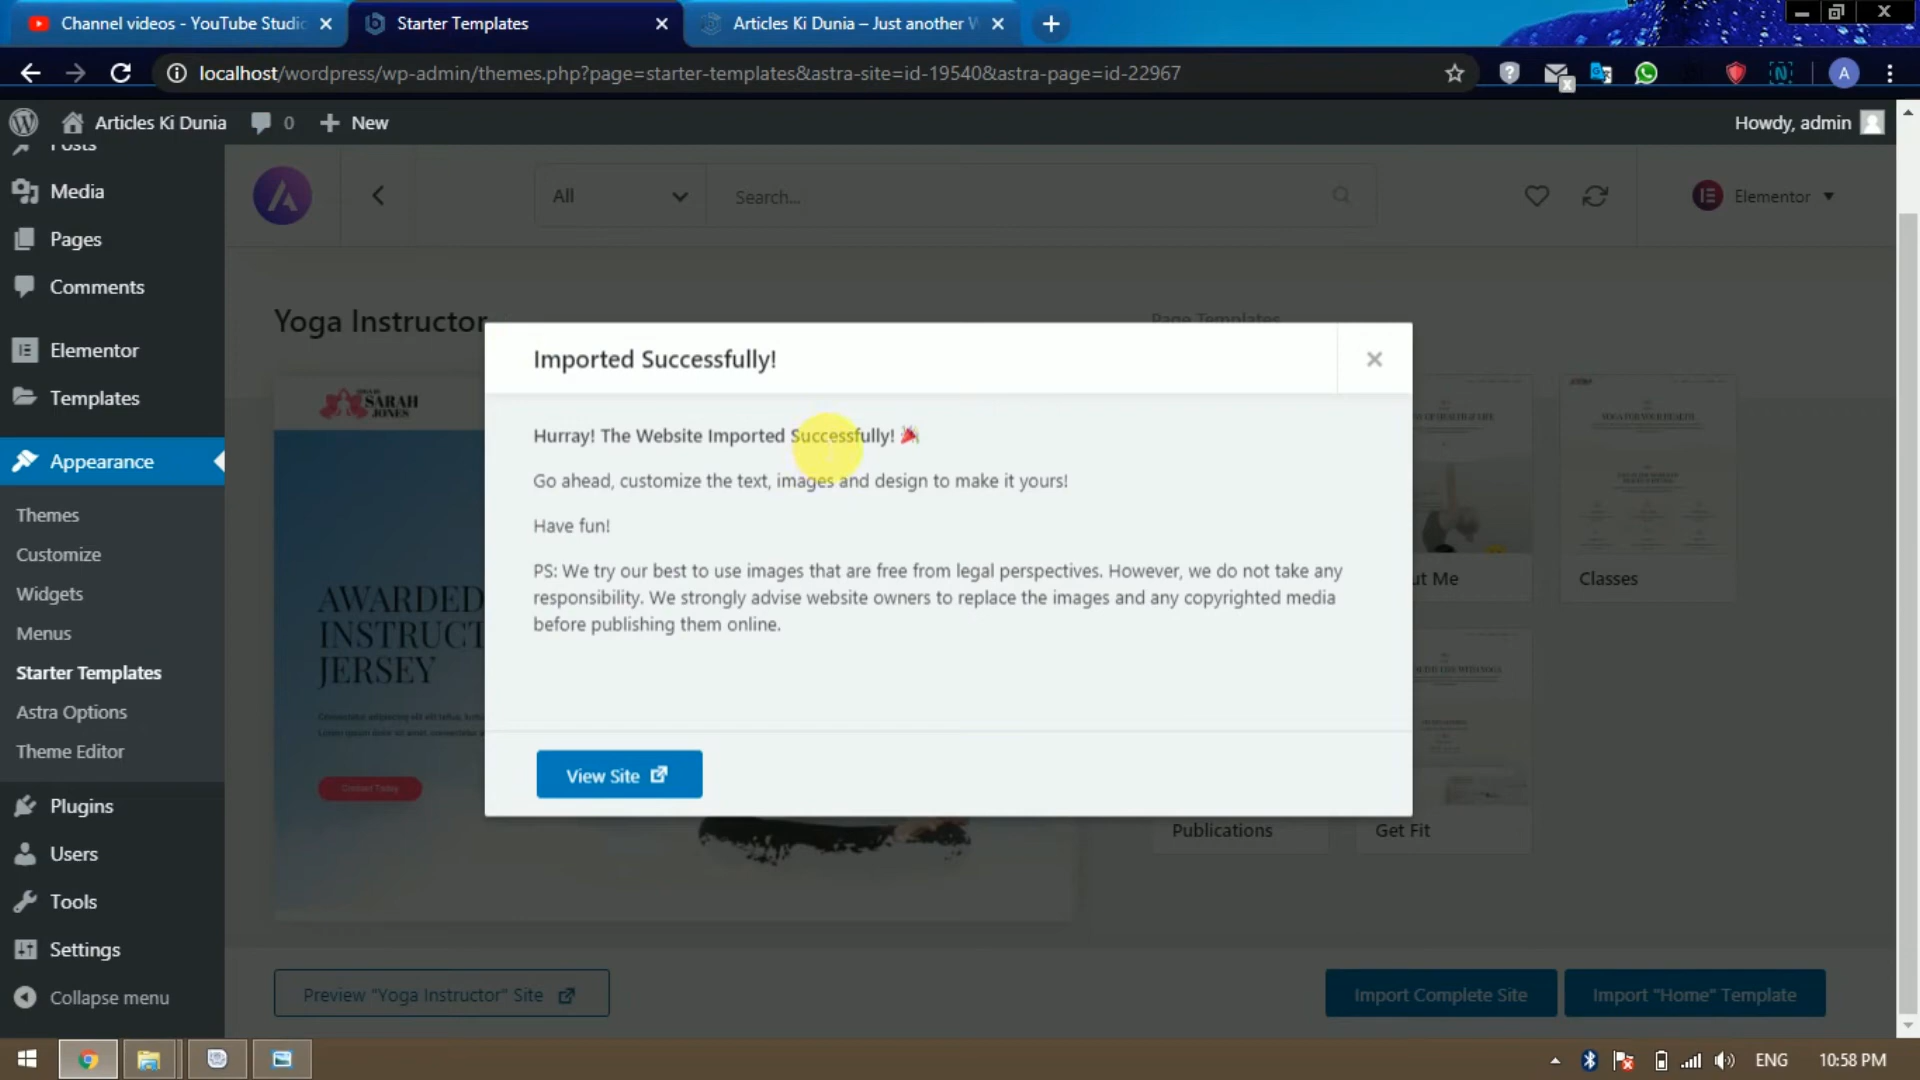 Channel videos - YouTube Studio
Starter Templates
Articles Ki Dunia – Just another W
localhost/wordpress/wp-admin/themes.php?page=starter-templates&astra-site=id-19540&astra-page=id-22967
A
Articles Ki Dunia
0
New
Howdy, admin
Posts
Media
Pages
Comments
Elementor
Templates
Appearance
Themes
Customize
Widgets
Menus
Starter Templates
Astra Options
Theme Editor
Plugins
Users
Tools
Settings
Collapse menu
All
Search...
Elementor
Yoga Instructor
Page Templates
SARAH
JONES
AWARDED
INSTRUCT
JERSEY
Contact Today
Imported Successfully!
Hurray! The Website Imported Successfully!
Go ahead, customize the text, images and design to make it yours!
Have fun!
PS: We try our best to use images that are free from legal perspectives. However, we do not take any
responsibility. We strongly advise website owners to replace the images and any copyrighted media
before publishing them online.
View Site
ut Me
YOGA FOR YOUR HEALTH
Classes
Publications
Get Fit
Preview "Yoga Instructor" Site
Import Complete Site
Import "Home" Template
ENG
10:58 PM